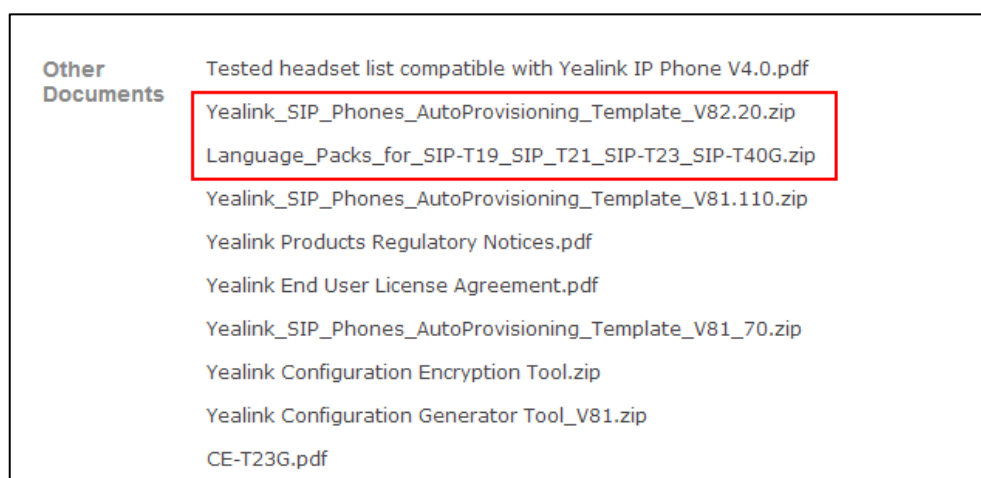 Other
Documents
Tested headset list compatible with Yealink IP Phone V4.0.pdf
Yealink_SIP_Phones_AutoProvisioning_Template_V82.20.zip
Language_Packs_for_SIP-T19_SIP_T21_SIP-T23_SIP-T40G.zip
Yealink_SIP_Phones_AutoProvisioning_Template_V81.110.zip
Yealink Products Regulatory Notices.pdf
Yealink End User License Agreement.pdf
Yealink_SIP_Phones_AutoProvisioning_Template_V81_70.zip
Yealink Configuration Encryption Tool.zip
Yealink Configuration Generator Tool_V81.zip
CE-T23G.pdf